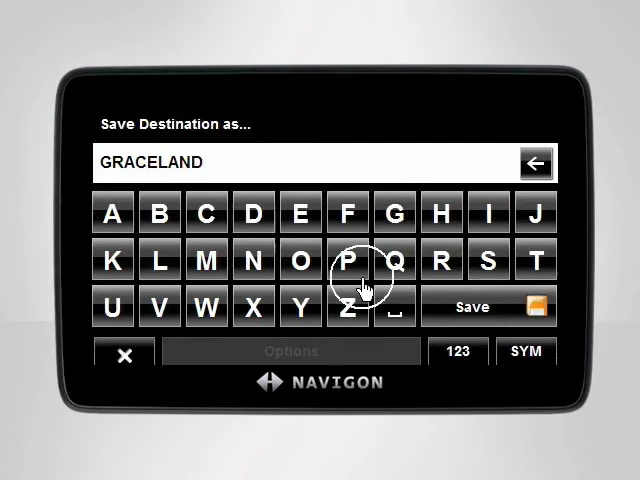 Save Destination as...
GRACELAND
A B C D E F G H I J
K L M N O P Q R S T
U V W X Y Z
Save
Options
123
SYM
NAVIGON